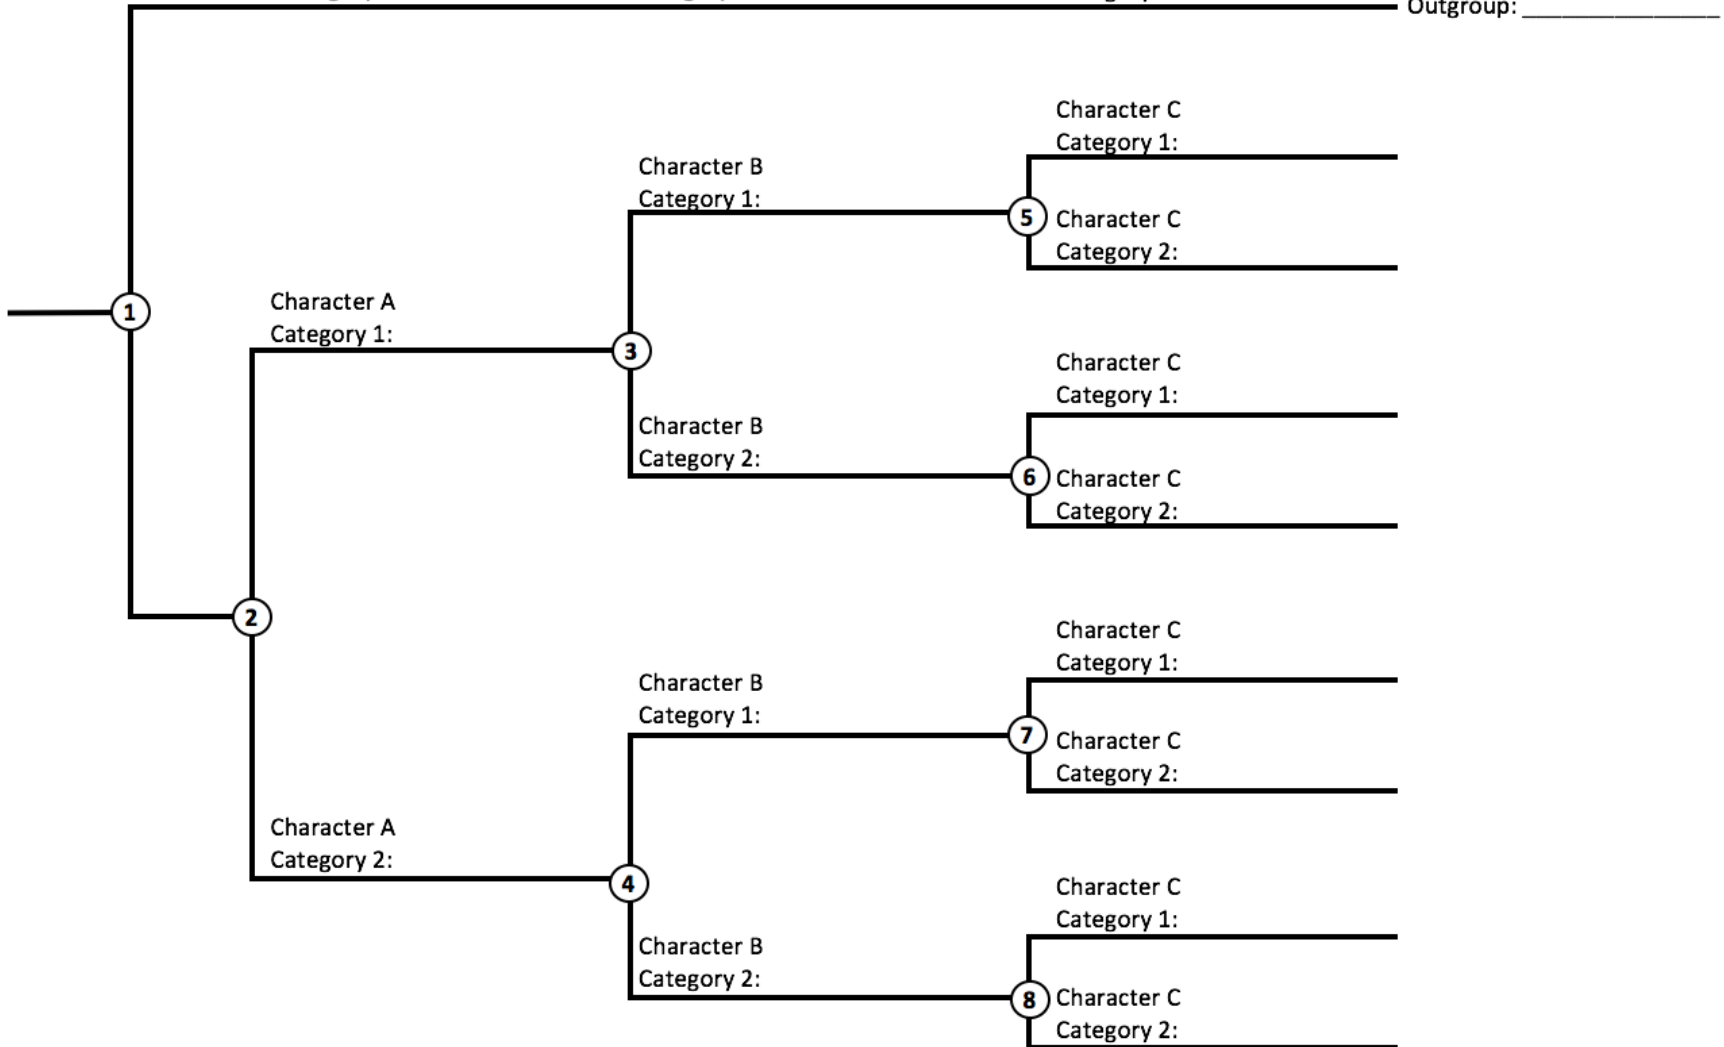 Outgroup:
Character C
Category 1:
Character B
Category 1:
5
Character C
Category 2:
1
Character A
Category 1:
3
Character C
Category 1:
Character B
Category 2:
6
Character C
Category 2:
2
Character C
Category 1:
Character B
Category 1:
7
Character C
Category 2:
Character A
Category 2:
4
Character C
Category 1:
Character B
Category 2:
8
Character C
Category 2: